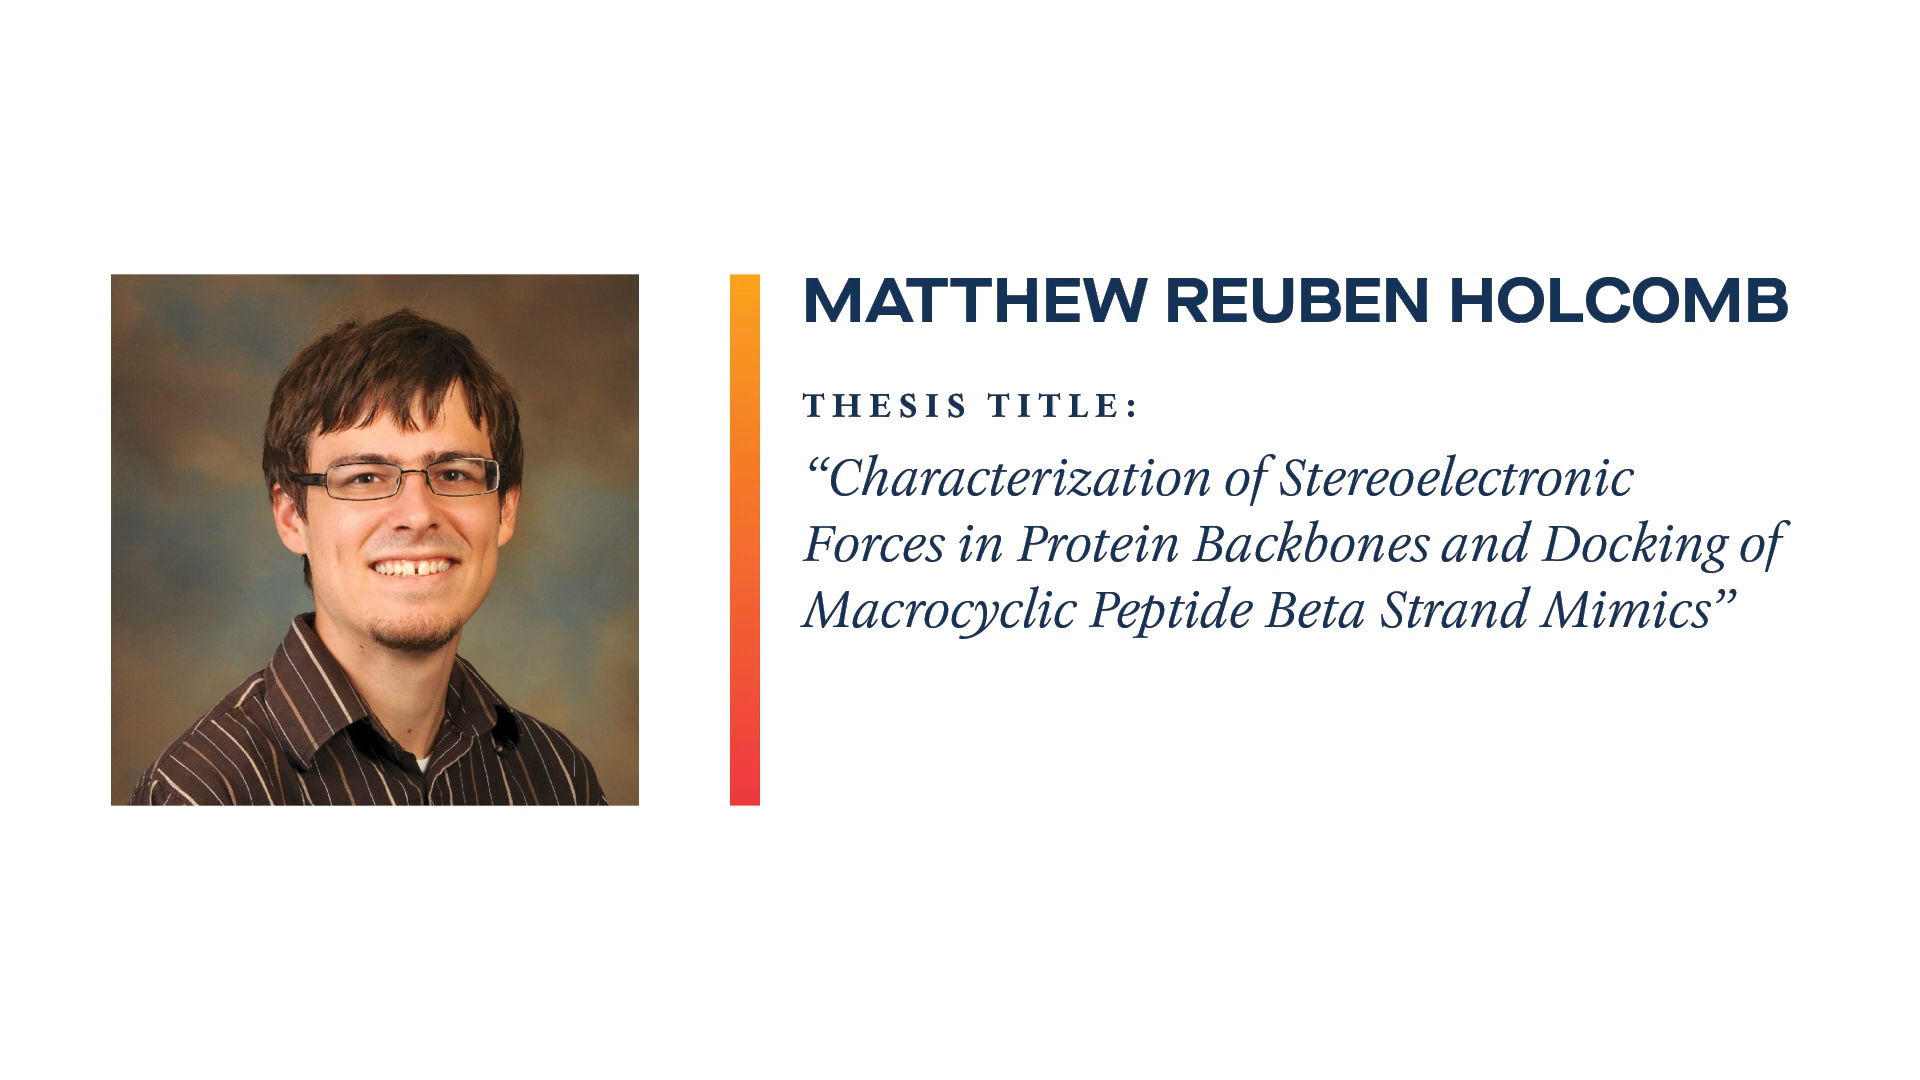 MATTHEW REUBEN HOLCOMB
THESIS TITLE:
“Characterization of Stereoelectronic
Forces in Protein Backbones and Docking of
Macrocyclic Peptide Beta Strand Mimics”